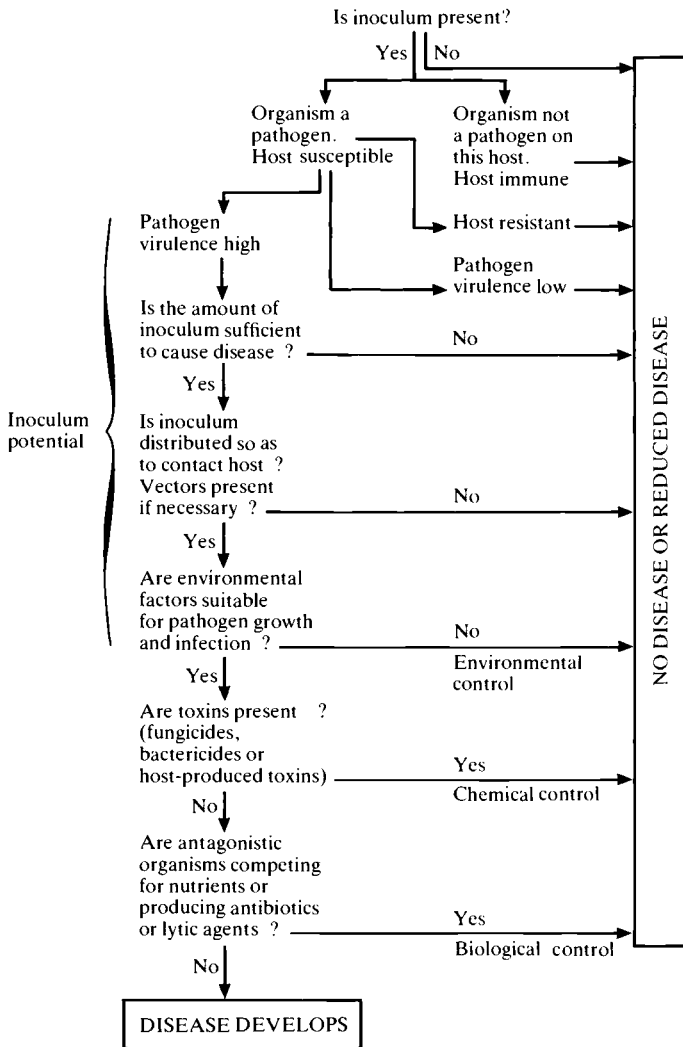 Is inoculum present?
Yes No
Organism a
pathogen.
Host susceptible
Organism not
a pathogen on
this host.
Host immune
Host resistant
Pathogen
virulence high
Pathogen
virulence low
Is the amount of
inoculum sufficient
to cause disease ?
No
Yes
Inoculum
potential
Is inoculum
distributed so as
to contact host ?
Vectors present
if necessary ?
No
Yes
Are environmental
factors suitable
for pathogen growth
and infection ?
No
Environmental
control
Yes
Are toxins present ?
(fungicides,
bactericides or
host-produced toxins)
Yes
Chemical control
No
Are antagonistic
organisms competing
for nutrients or
producing antibiotics
or lytic agents ?
Yes
Biological control
No
DISEASE DEVELOPS
NO DISEASE OR REDUCED DISEASE